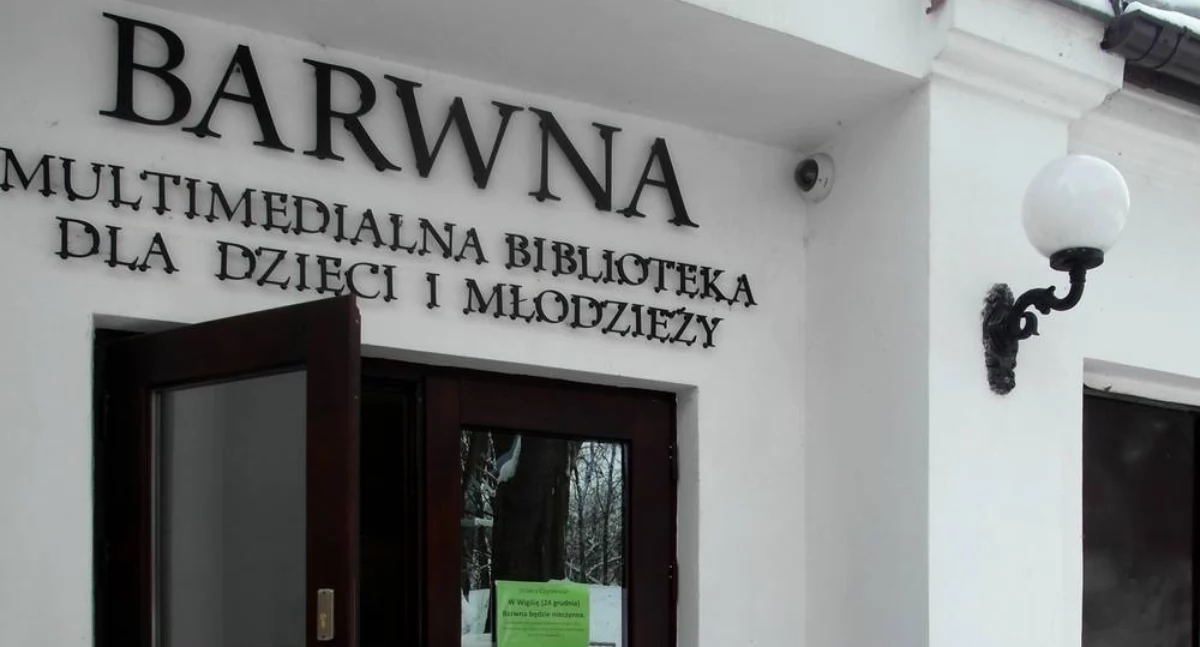 BARWNA
MULTIMEDIALNA BIBLIOTEKA
DLA DZIECI I MŁODZIEŻY
W Wigilię (24 grudnia)
Barwna będzie nieczynna.